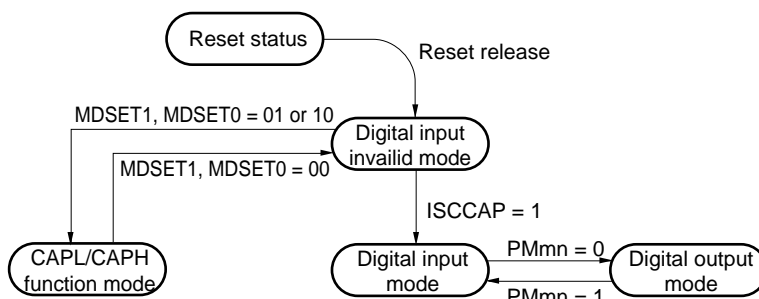 Reset status
Reset release
MDSET1, MDSET0 = 01 or 10
Digital input
invailid mode
MDSET1, MDSET0 = 00
ISCCAP = 1
CAPL/CAPH
function mode
Digital input
mode
PMmn = 0
Digital output
mode
PMmn = 1